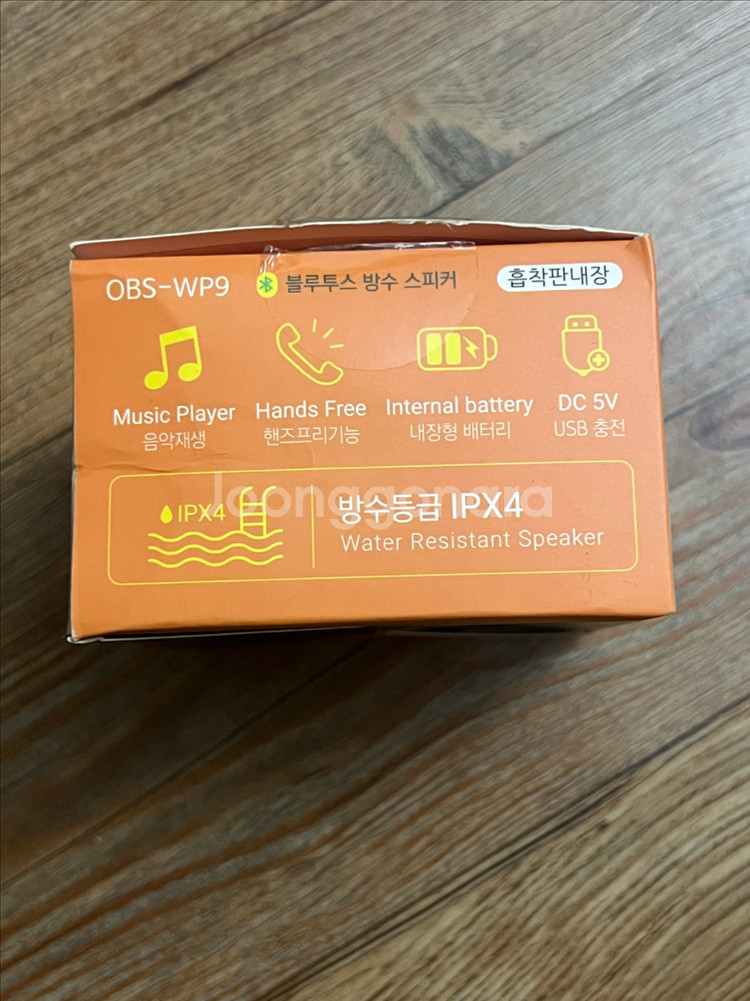 OBS-WP9 블루투스 방수 스피커 흡착판내장
Music Player Hands Free Internal battery DC 5V
음악재생 핸즈프리기능 내장형 배터리 USB 충전
IPX4 방수등급 IPX4
Water Resistant Speaker
joonggonara